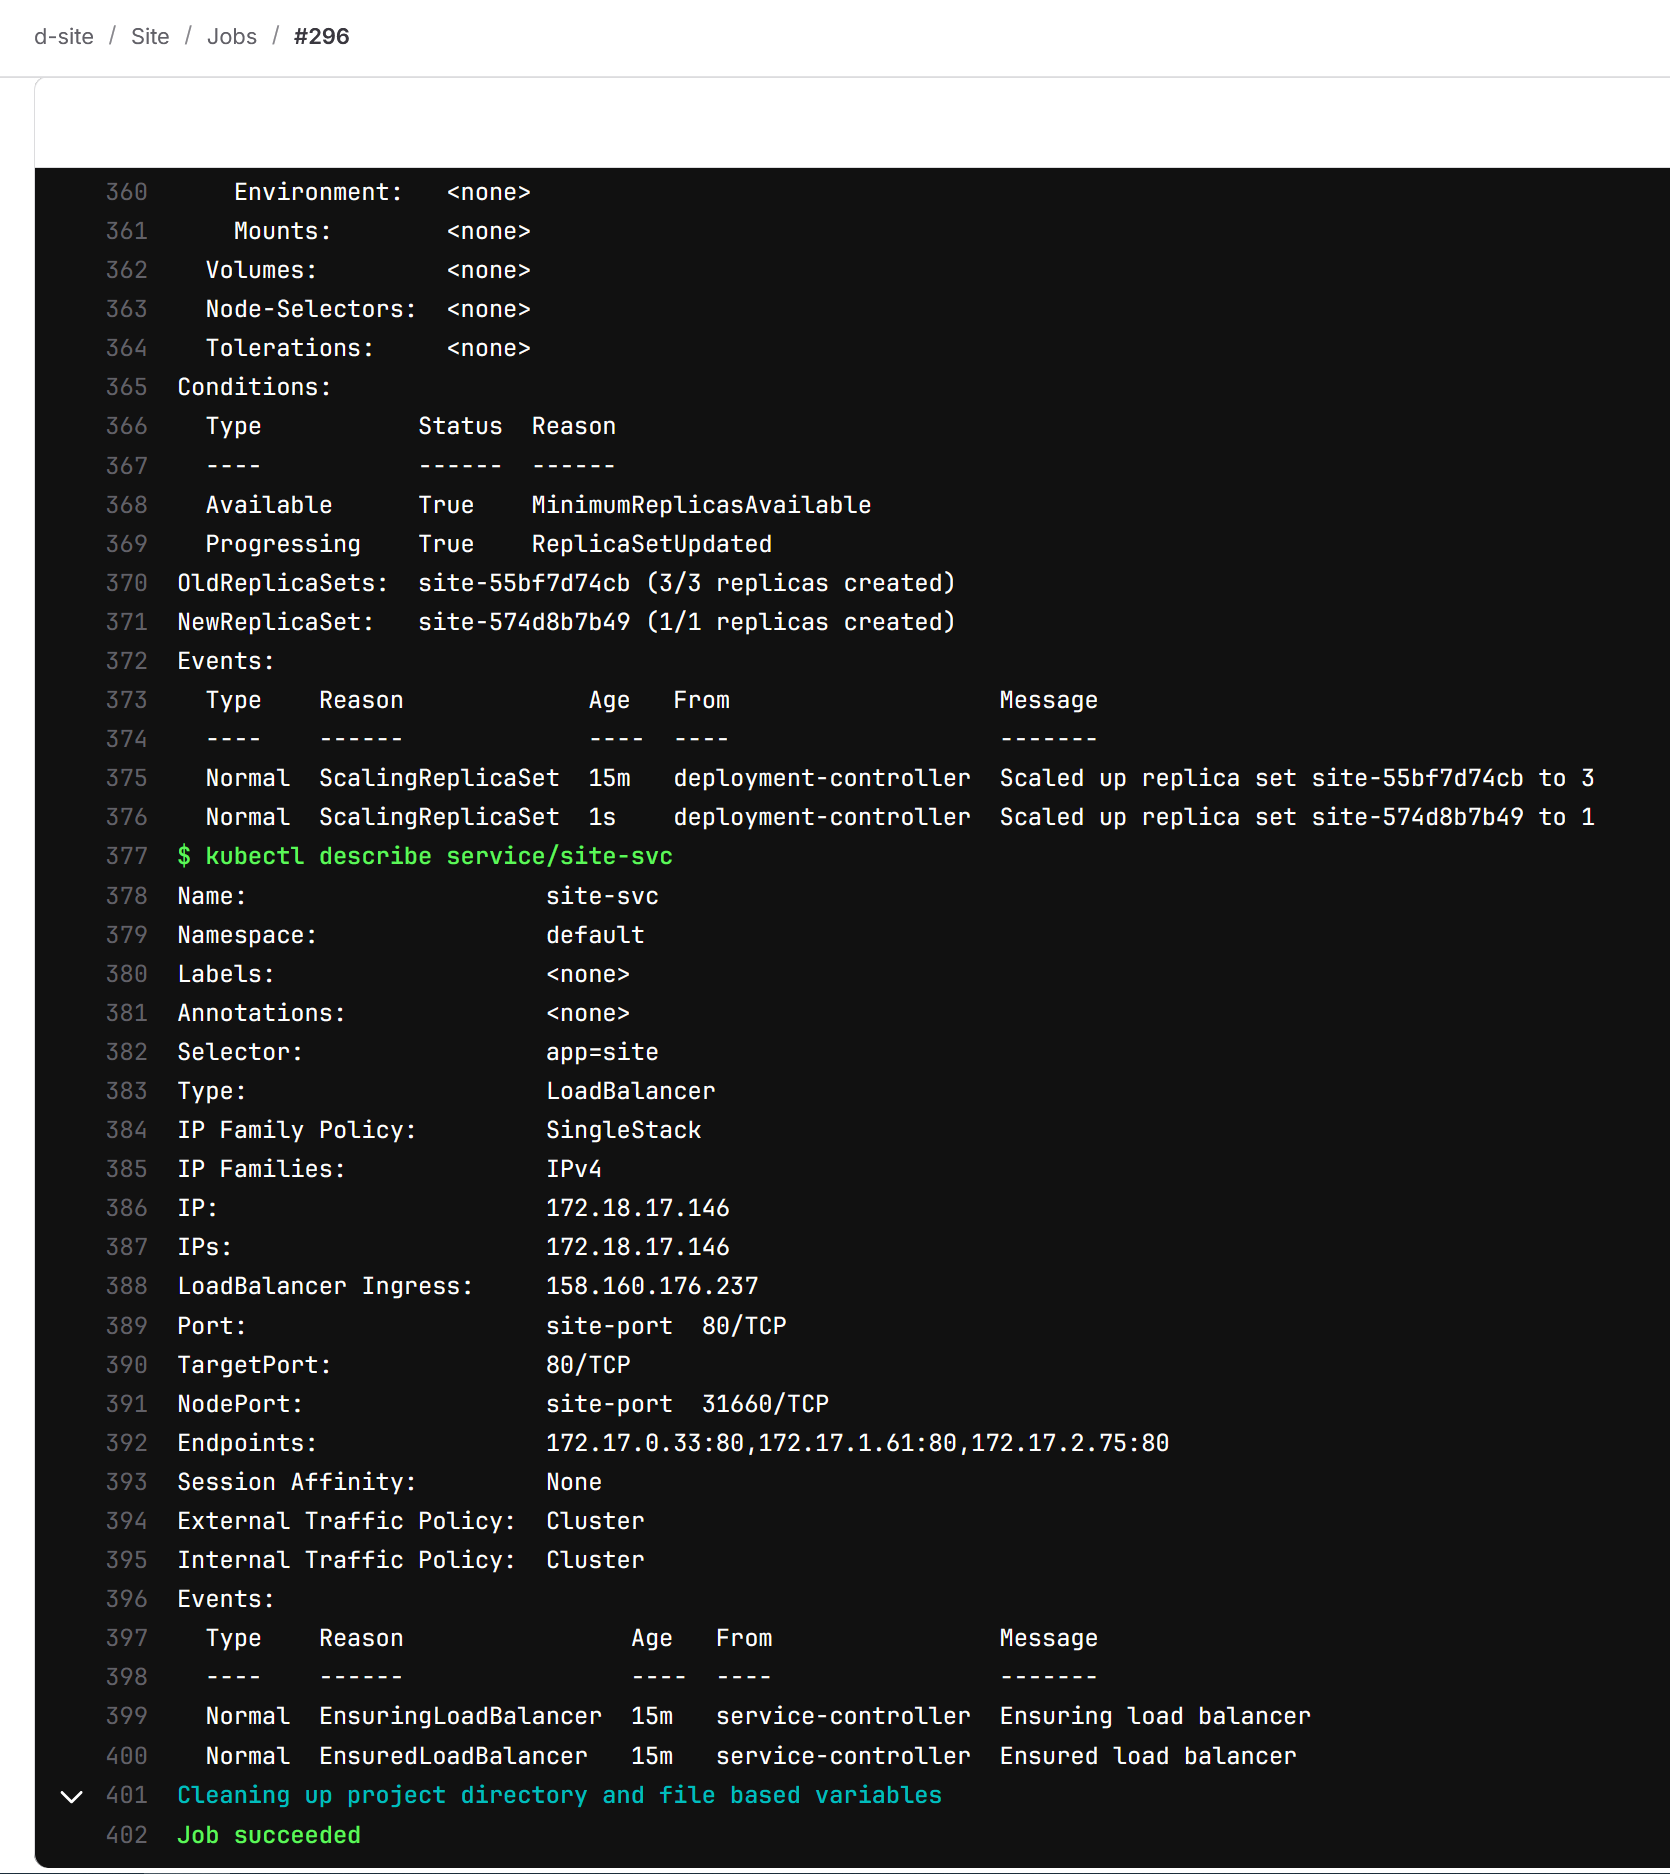 d-site / Site / Jobs / #296
360 Environment: <none>
361 Mounts: <none>
362 Volumes: <none>
363 Node-Selectors: <none>
364 Tolerations: <none>
365 Conditions:
366 Type Status Reason
367 ---- ------ ------
368 Available True MinimumReplicasAvailable
369 Progressing True ReplicaSetUpdated
370 OldReplicaSets: site-55bf7d74cb (3/3 replicas created)
371 NewReplicaSet: site-574d8b7b49 (1/1 replicas created)
372 Events:
373 Type Reason Age From Message
374 ---- ------ ---- ---- -------
375 Normal ScalingReplicaSet 15m deployment-controller Scaled up replica set site-55bf7d74cb to 3
376 Normal ScalingReplicaSet 1s deployment-controller Scaled up replica set site-574d8b7b49 to 1
377 $ kubectl describe service/site-svc
378 Name: site-svc
379 Namespace: default
380 Labels: <none>
381 Annotations: <none>
382 Selector: app=site
383 Type: LoadBalancer
384 IP Family Policy: SingleStack
385 IP Families: IPv4
386 IP: 172.18.17.146
387 IPs: 172.18.17.146
388 LoadBalancer Ingress: 158.160.176.237
389 Port: site-port 80/TCP
390 TargetPort: 80/TCP
391 NodePort: site-port 31660/TCP
392 Endpoints: 172.17.0.33:80,172.17.1.61:80,172.17.2.75:80
393 Session Affinity: None
394 External Traffic Policy: Cluster
395 Internal Traffic Policy: Cluster
396 Events:
397 Type Reason Age From Message
398 ---- ------ ---- ---- -------
399 Normal EnsuringLoadBalancer 15m service-controller Ensuring load balancer
400 Normal EnsuredLoadBalancer 15m service-controller Ensured load balancer
401 Cleaning up project directory and file based variables
402 Job succeeded